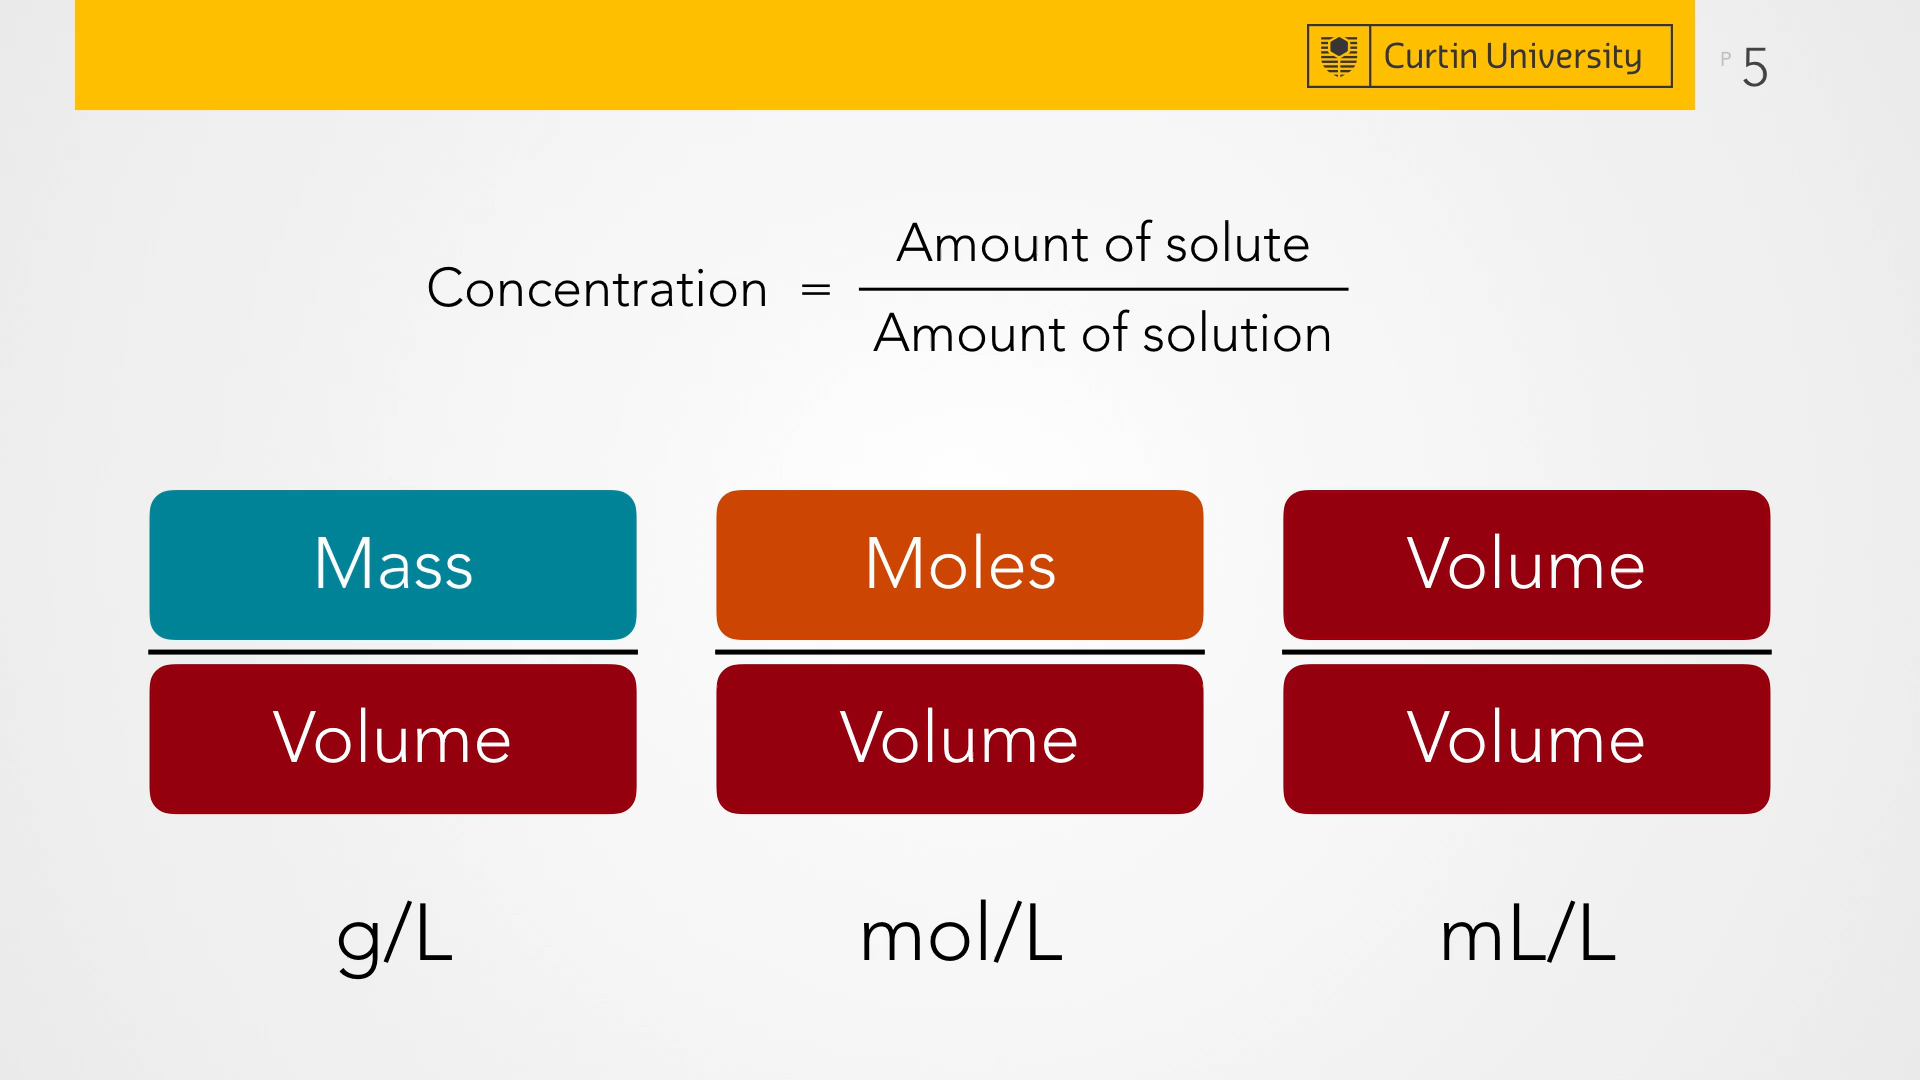 Curtin University
P 5
Amount of solute
Concentration =
Amount of solution
Mass
Moles
Volume
Volume
Volume
Volume
g/L
mol/L
mL/L